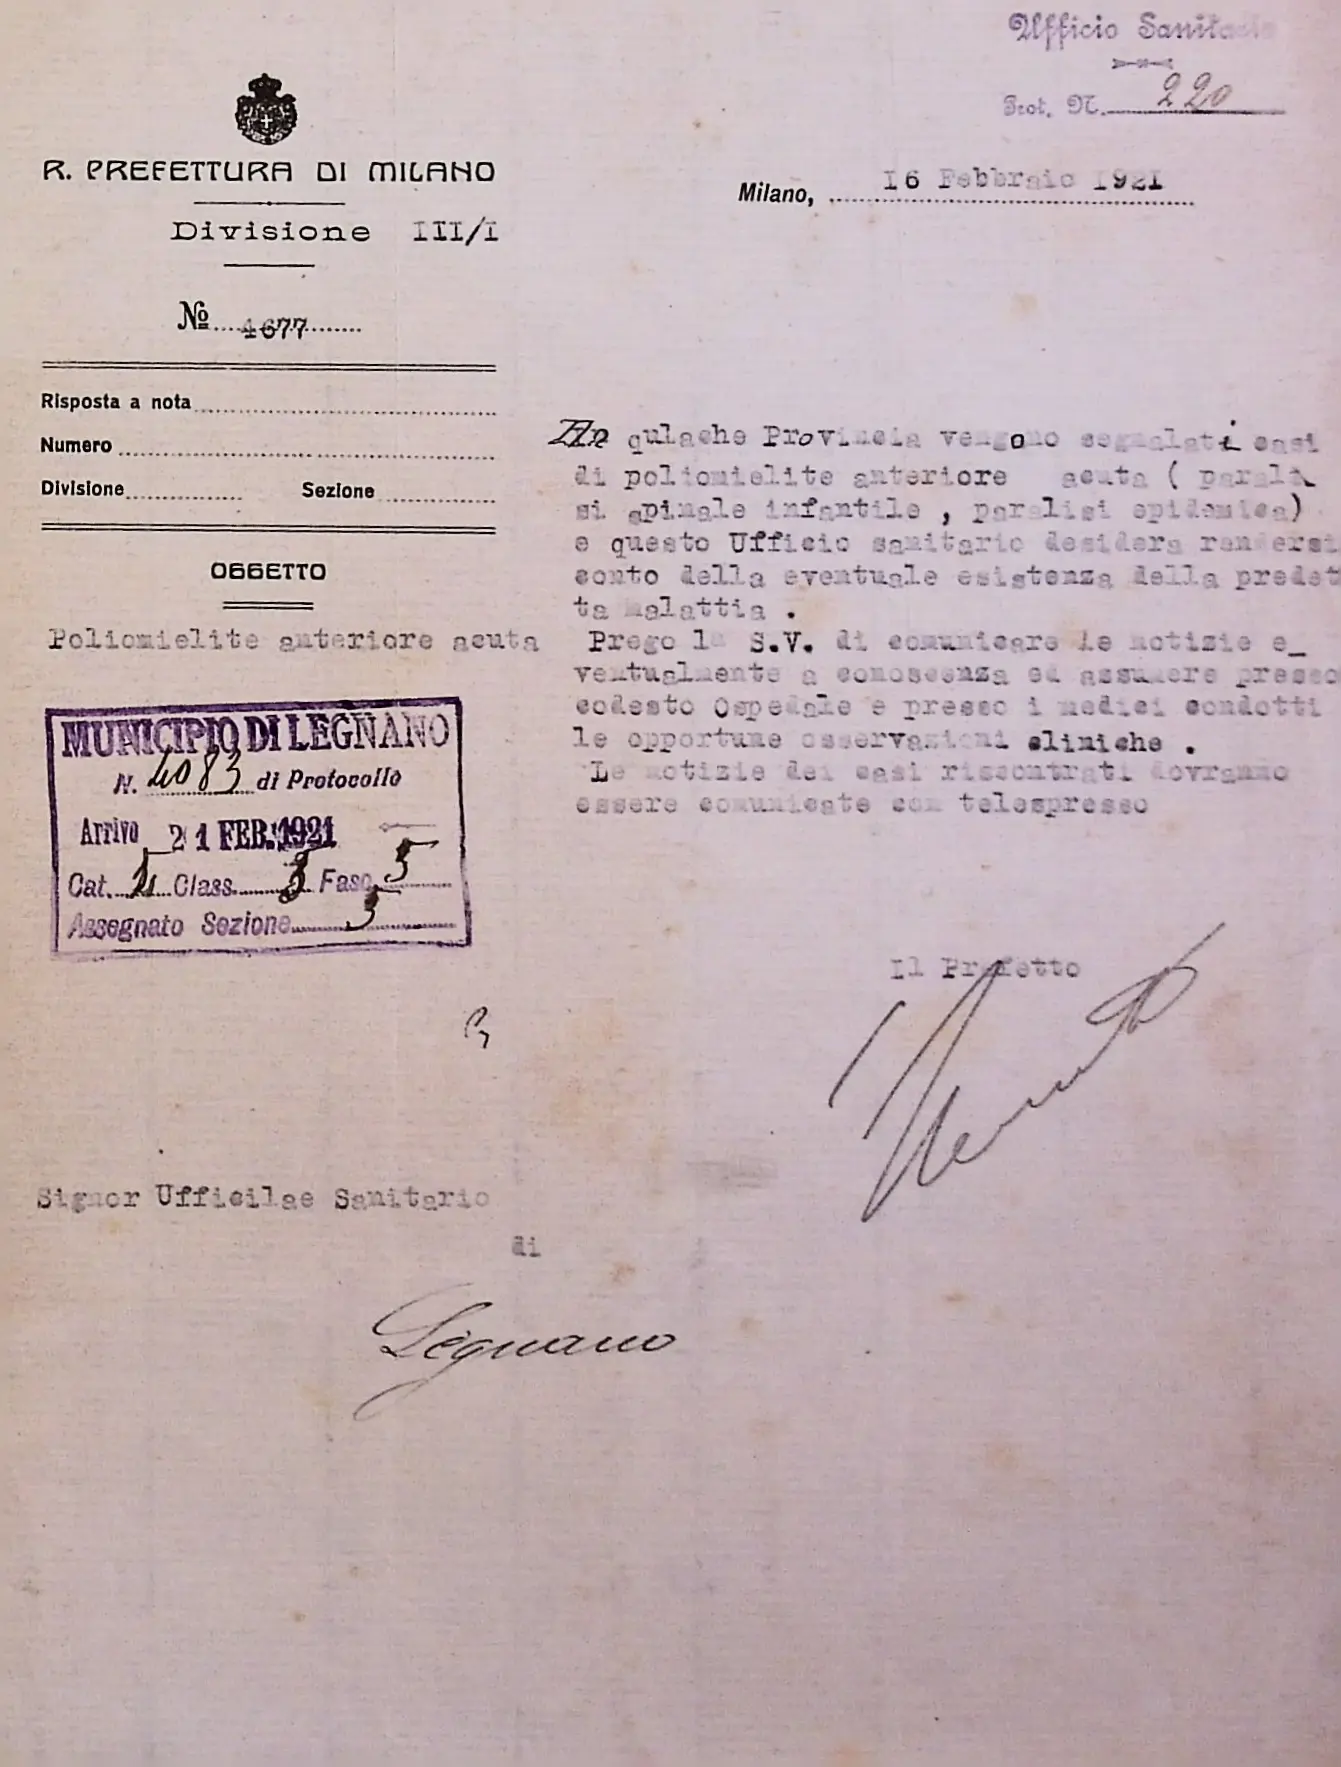 Ufficio Sanitario
Prot. N. 220
R. PREFETTURA DI MILANO
Divisione III/I
Nº 4677
Milano, 16 Febbraio 1921
Risposta a nota
Numero
Divisione Sezione
OGGETTO
Poliomielite anteriore acuta
In qulache Provincia vengono segnalati casi
di poliomielite anteriore acuta ( parali
si spinale infantile , paralisi epidemica)
e questo Ufficio sanitario desidera rendersi
conto della eventuale esistenza della predet
ta malattia .
Prego la S.V. di comunicare le notizie e_
ventualmente a conoscenza ed assumere presso
codesto Ospedale e presso i medici condotti
le opportune osservazioni cliniche .
Le notizie dei casi riscontrati dovranno
essere comunicate con telespresso
MUNICIPIO DI LEGNANO
N. 4083 di Protocollo
Arrivo 21 FEB. 1921
Cat. Class. 3 Fasc. 5
Assegnato Sezione 5
Il Prefetto
Signor Ufficilae Sanitario
di
Legnano